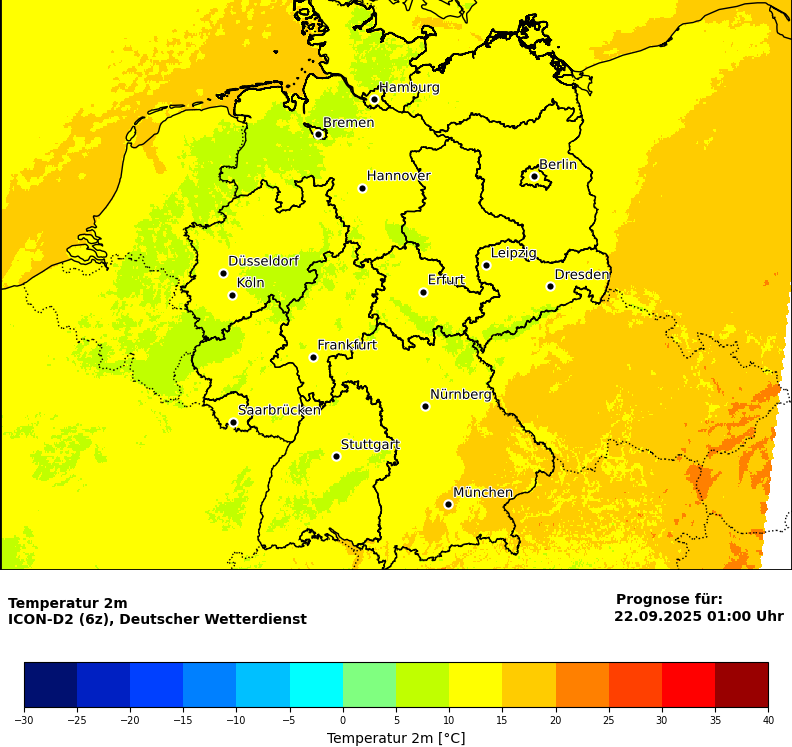 Hamburg
Bremen
Berlin
Hannover
Leipzig
Düsseldorf
Dresden
Erfurt
Köln
Frankfurt
Nürnberg
Saarbrücken
Stuttgart
München
Temperatur 2m
ICON-D2 (6z), Deutscher Wetterdienst
Prognose für:
22.09.2025 01:00 Uhr
−30 −25 −20 −15 −10 −5 0 5 10 15 20 25 30 35 40
Temperatur 2m [°C]